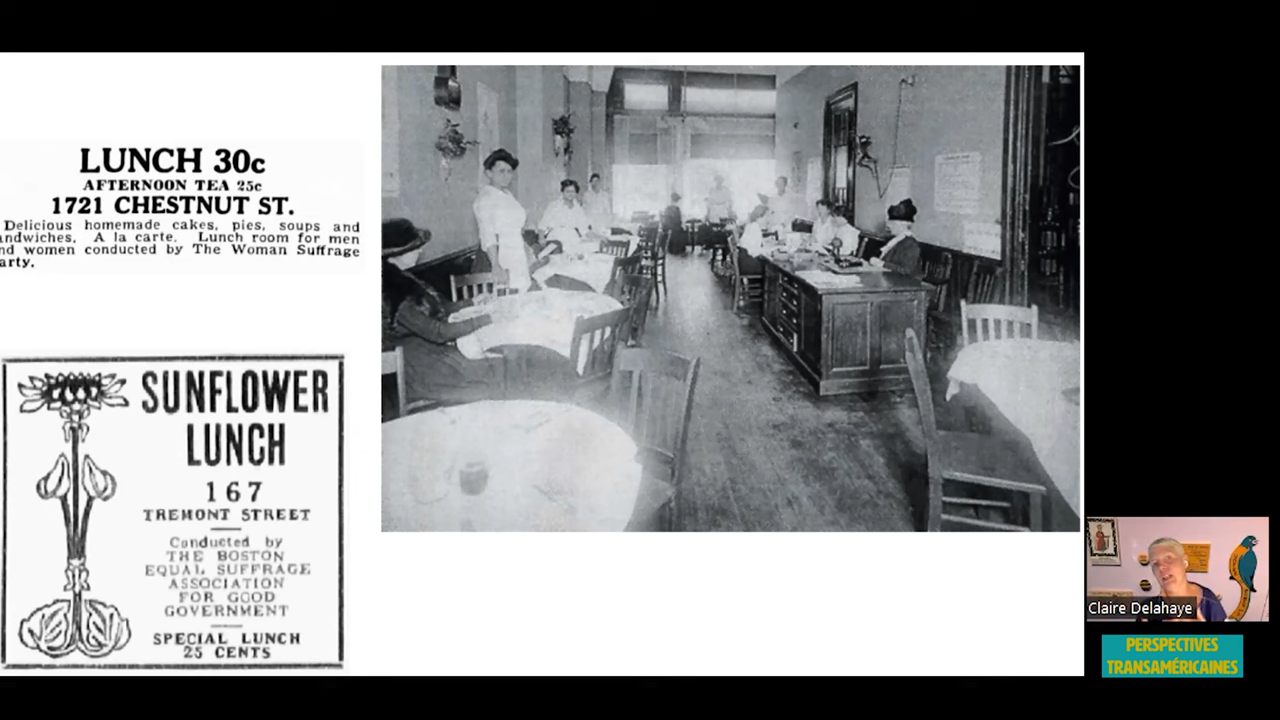 LUNCH 30c
AFTERNOON TEA 25c
1721 CHESTNUT ST.
Delicious homemade cakes, pies, soups and
andwiches. A la carte. Lunch room for men
nd women conducted by The Woman Suffrage
arty.
SUNFLOWER
LUNCH
167
TREMONT STREET
Conducted by
THE BOSTON
EQUAL SUFFRAGE
ASSOCIATION
FOR GOOD
GOVERNMENT
SPECIAL LUNCH
25 CENTS
Claire Delahaye
PERSPECTIVES
TRANSAMÉRICAINES